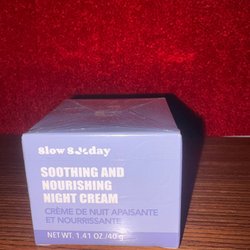 Slow S day
SOOTHING AND
NOURISHING
NIGHT CREAM
CRÈME DE NUIT APAISANTE
ET NOURRISSANTE
NET WT. 1.41 OZ/40 g